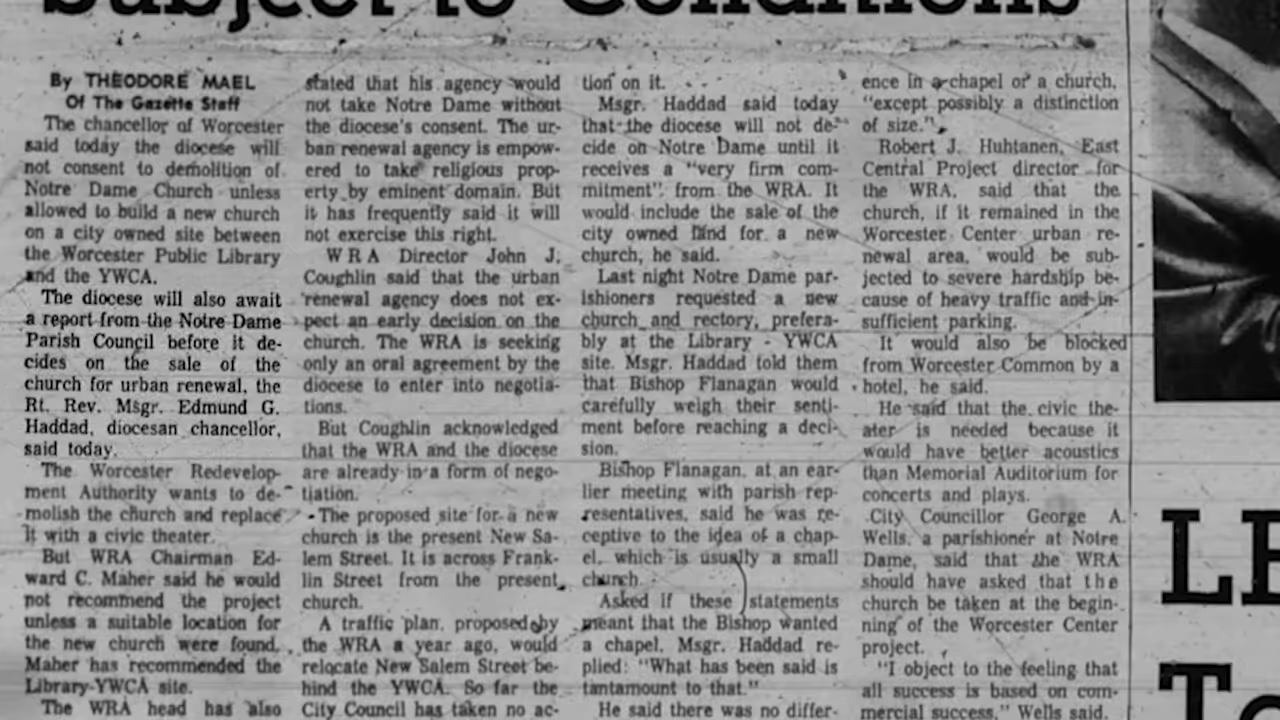 Subject to Conditions
By THEODORE MAEL
Of The Gazette Staff
The chancellor of Worcester
said today the diocese will
not consent to demolition of
Notre Dame Church unless
allowed to build a new church
on a city owned site between
the Worcester Public Library
and the YWCA.
The diocese will also await
a report from the Notre Dame
Parish Council before it de-
cides on the sale of the
church for urban renewal, the
Rt. Rev. Msgr. Edmund G.
Haddad, diocesan chancellor,
said today.
The Worcester Redevelop-
ment Authority wants to de-
molish the church and replace
it with a civic theater.
But WRA Chairman Ed-
ward C. Maher said he would
not recommend the project
unless a suitable location for
the new church were found.
Maher has recommended the
Library-YWCA site.
The WRA head has also
stated that his agency would
not take Notre Dame without
the diocese's consent. The ur-
ban renewal agency is empow-
ered to take religious prop-
erty by eminent domain. But
it has frequently said it will
not exercise this right.
WRA Director John J.
Coughlin said that the urban
renewal agency does not ex-
pect an early decision on the
church. The WRA is seeking
only an oral agreement by the
diocese to enter into negotia-
tions.
But Coughlin acknowledged
that the WRA and the diocese
are already in a form of nego-
tiation.
The proposed site for a new
church is the present New Sa-
lem Street. It is across Frank-
lin Street from the present
church.
A traffic plan, proposed by
the WRA a year ago, would
relocate New Salem Street be-
hind the YWCA. So far the
City Council has taken no ac-
tion on it.
Msgr. Haddad said today
that the diocese will not de-
cide on Notre Dame until it
receives a "very firm com-
mitment" from the WRA. It
would include the sale of the
city owned land for a new
church, he said.
Last night Notre Dame par-
ishioners requested a new
church and rectory, prefera-
bly at the Library - YWCA
site. Msgr. Haddad told them
that Bishop Flanagan would
carefully weigh their senti-
ment before reaching a deci-
sion.
Bishop Flanagan, at an ear-
lier meeting with parish rep-
resentatives, said he was re-
ceptive to the idea of a chap-
el, which is usually a small
church.
Asked if these statements
meant that the Bishop wanted
a chapel, Msgr. Haddad re-
plied: "What has been said is
tantamount to that."
He said there was no differ-
ence in a chapel or a church,
"except possibly a distinction
of size."
Robert J. Huhtanen, East
Central Project director for
the WRA, said that the
church, if it remained in the
Worcester Center urban re-
newal area, would be sub-
jected to severe hardship be-
cause of heavy traffic and in-
sufficient parking.
It would also be blocked
from Worcester Common by a
hotel, he said.
He said that the civic the-
ater is needed because it
would have better acoustics
than Memorial Auditorium for
concerts and plays.
City Councillor George A.
Wells, a parishioner at Notre
Dame, said that the WRA
should have asked that the
church be taken at the begin-
ning of the Worcester Center
project.
"I object to the feeling that
all success is based on com-
mercial success," Wells said.